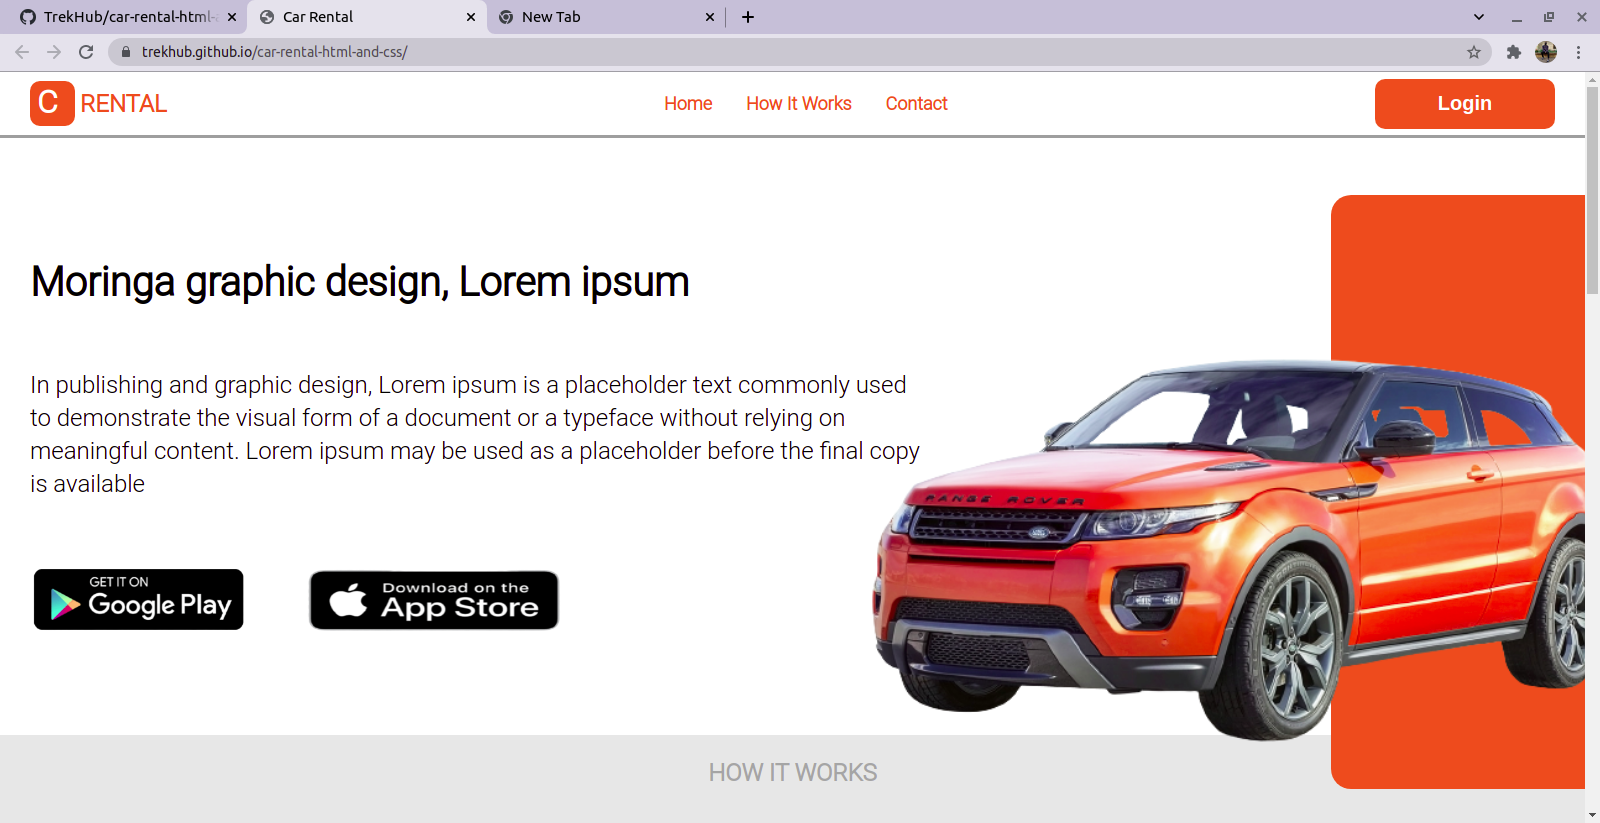 TrekHub/car-rental-html-
Car Rental
New Tab
trekhub.github.io/car-rental-html-and-css/
C RENTAL
Home
How It Works
Contact
Login
Moringa graphic design, Lorem ipsum
In publishing and graphic design, Lorem ipsum is a placeholder text commonly used
to demonstrate the visual form of a document or a typeface without relying on
meaningful content. Lorem ipsum may be used as a placeholder before the final copy
is available
RANGE ROVER
GET IT ON
Google Play
Download on the
App Store
HOW IT WORKS